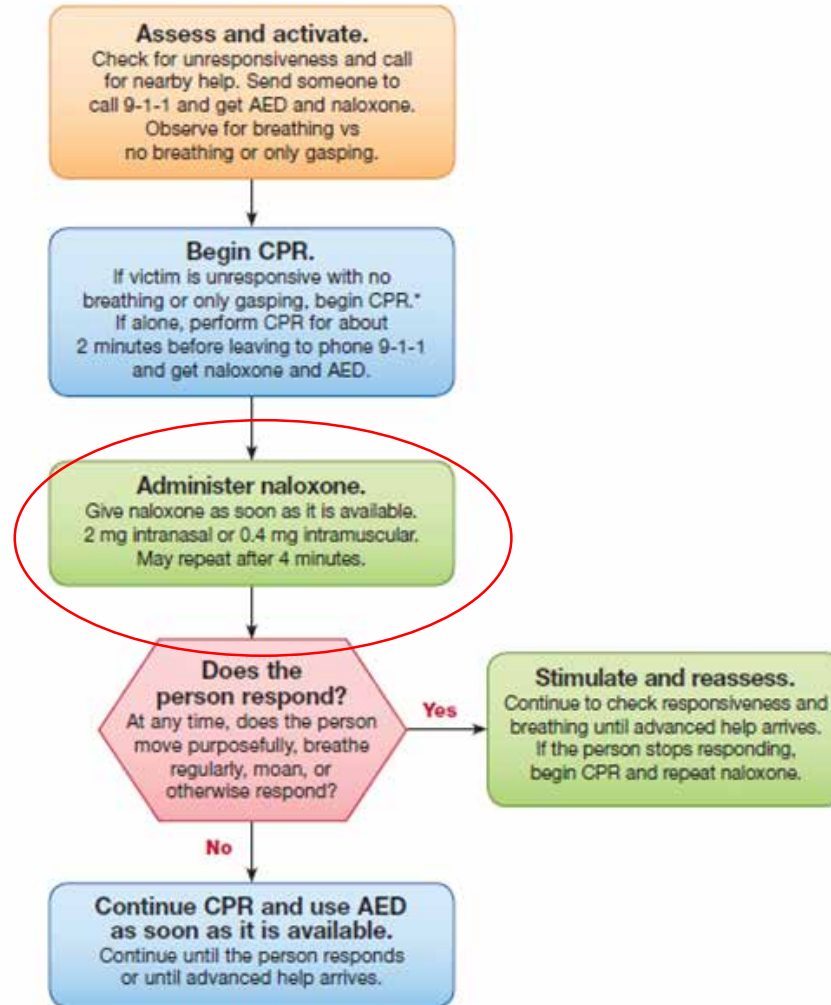 Assess and activate.
Check for unresponsiveness and call
for nearby help. Send someone to
call 9-1-1 and get AED and naloxone.
Observe for breathing vs
no breathing or only gasping.
Begin CPR.
If victim is unresponsive with no
breathing or only gasping, begin CPR.*
If alone, perform CPR for about
2 minutes before leaving to phone 9-1-1
and get naloxone and AED.
Administer naloxone.
Give naloxone as soon as it is available.
2 mg intranasal or 0.4 mg intramuscular.
May repeat after 4 minutes.
Does the
person respond?
At any time, does the person
move purposefully, breathe
regularly, moan, or
otherwise respond?
Yes
Stimulate and reassess.
Continue to check responsiveness and
breathing until advanced help arrives.
If the person stops responding,
begin CPR and repeat naloxone.
No
Continue CPR and use AED
as soon as it is available.
Continue until the person responds
or until advanced help arrives.